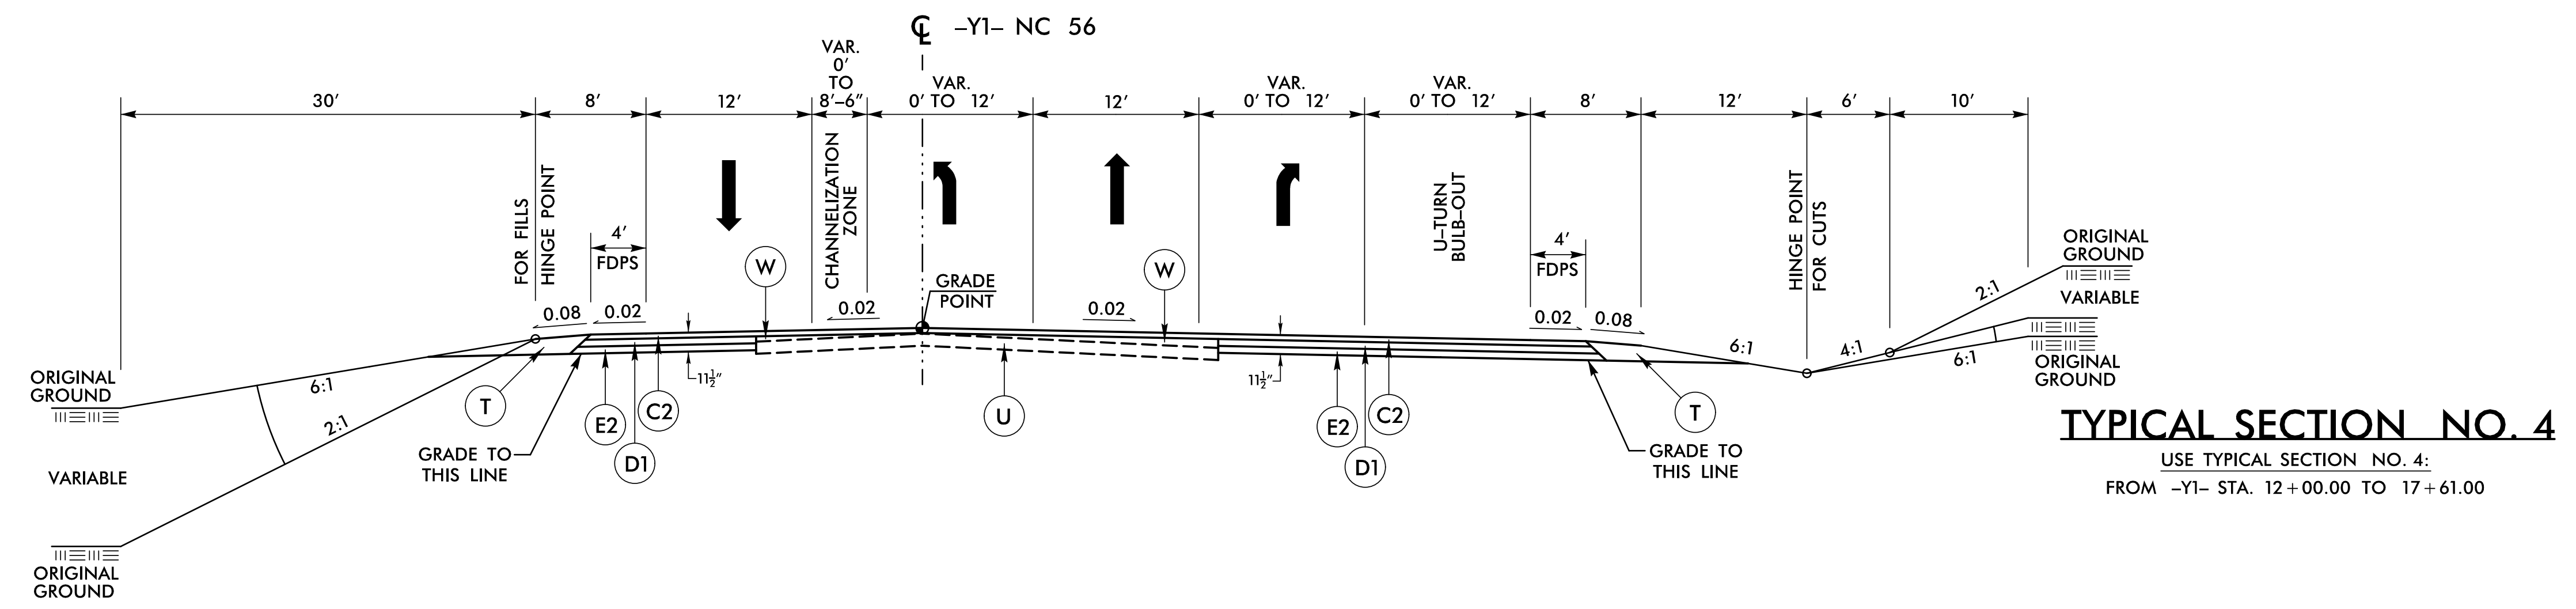 ℄ –Y1– NC 56
VAR.
0'
TO
8'–6"
VAR.
0' TO 12'
VAR.
0' TO 12'
VAR.
0' TO 12'
30'
8'
12'
12'
8'
12'
6'
10'
FOR FILLS
HINGE POINT
CHANNELIZATION
ZONE
U–TURN
BULB–OUT
HINGE POINT
FOR CUTS
4'
FDPS
W
GRADE
POINT
W
4'
FDPS
ORIGINAL
GROUND
2:1
VARIABLE
0.08
0.02
0.02
0.02
0.02
0.08
6:1
4:1
6:1
ORIGINAL
GROUND
ORIGINAL
GROUND
6:1
2:1
11½"
11½"
T
E2
D1
C2
U
E2
D1
C2
T
GRADE TO
THIS LINE
GRADE TO
THIS LINE
VARIABLE
ORIGINAL
GROUND
TYPICAL SECTION NO. 4
USE TYPICAL SECTION NO. 4:
FROM –Y1– STA. 12+00.00 TO 17+61.00